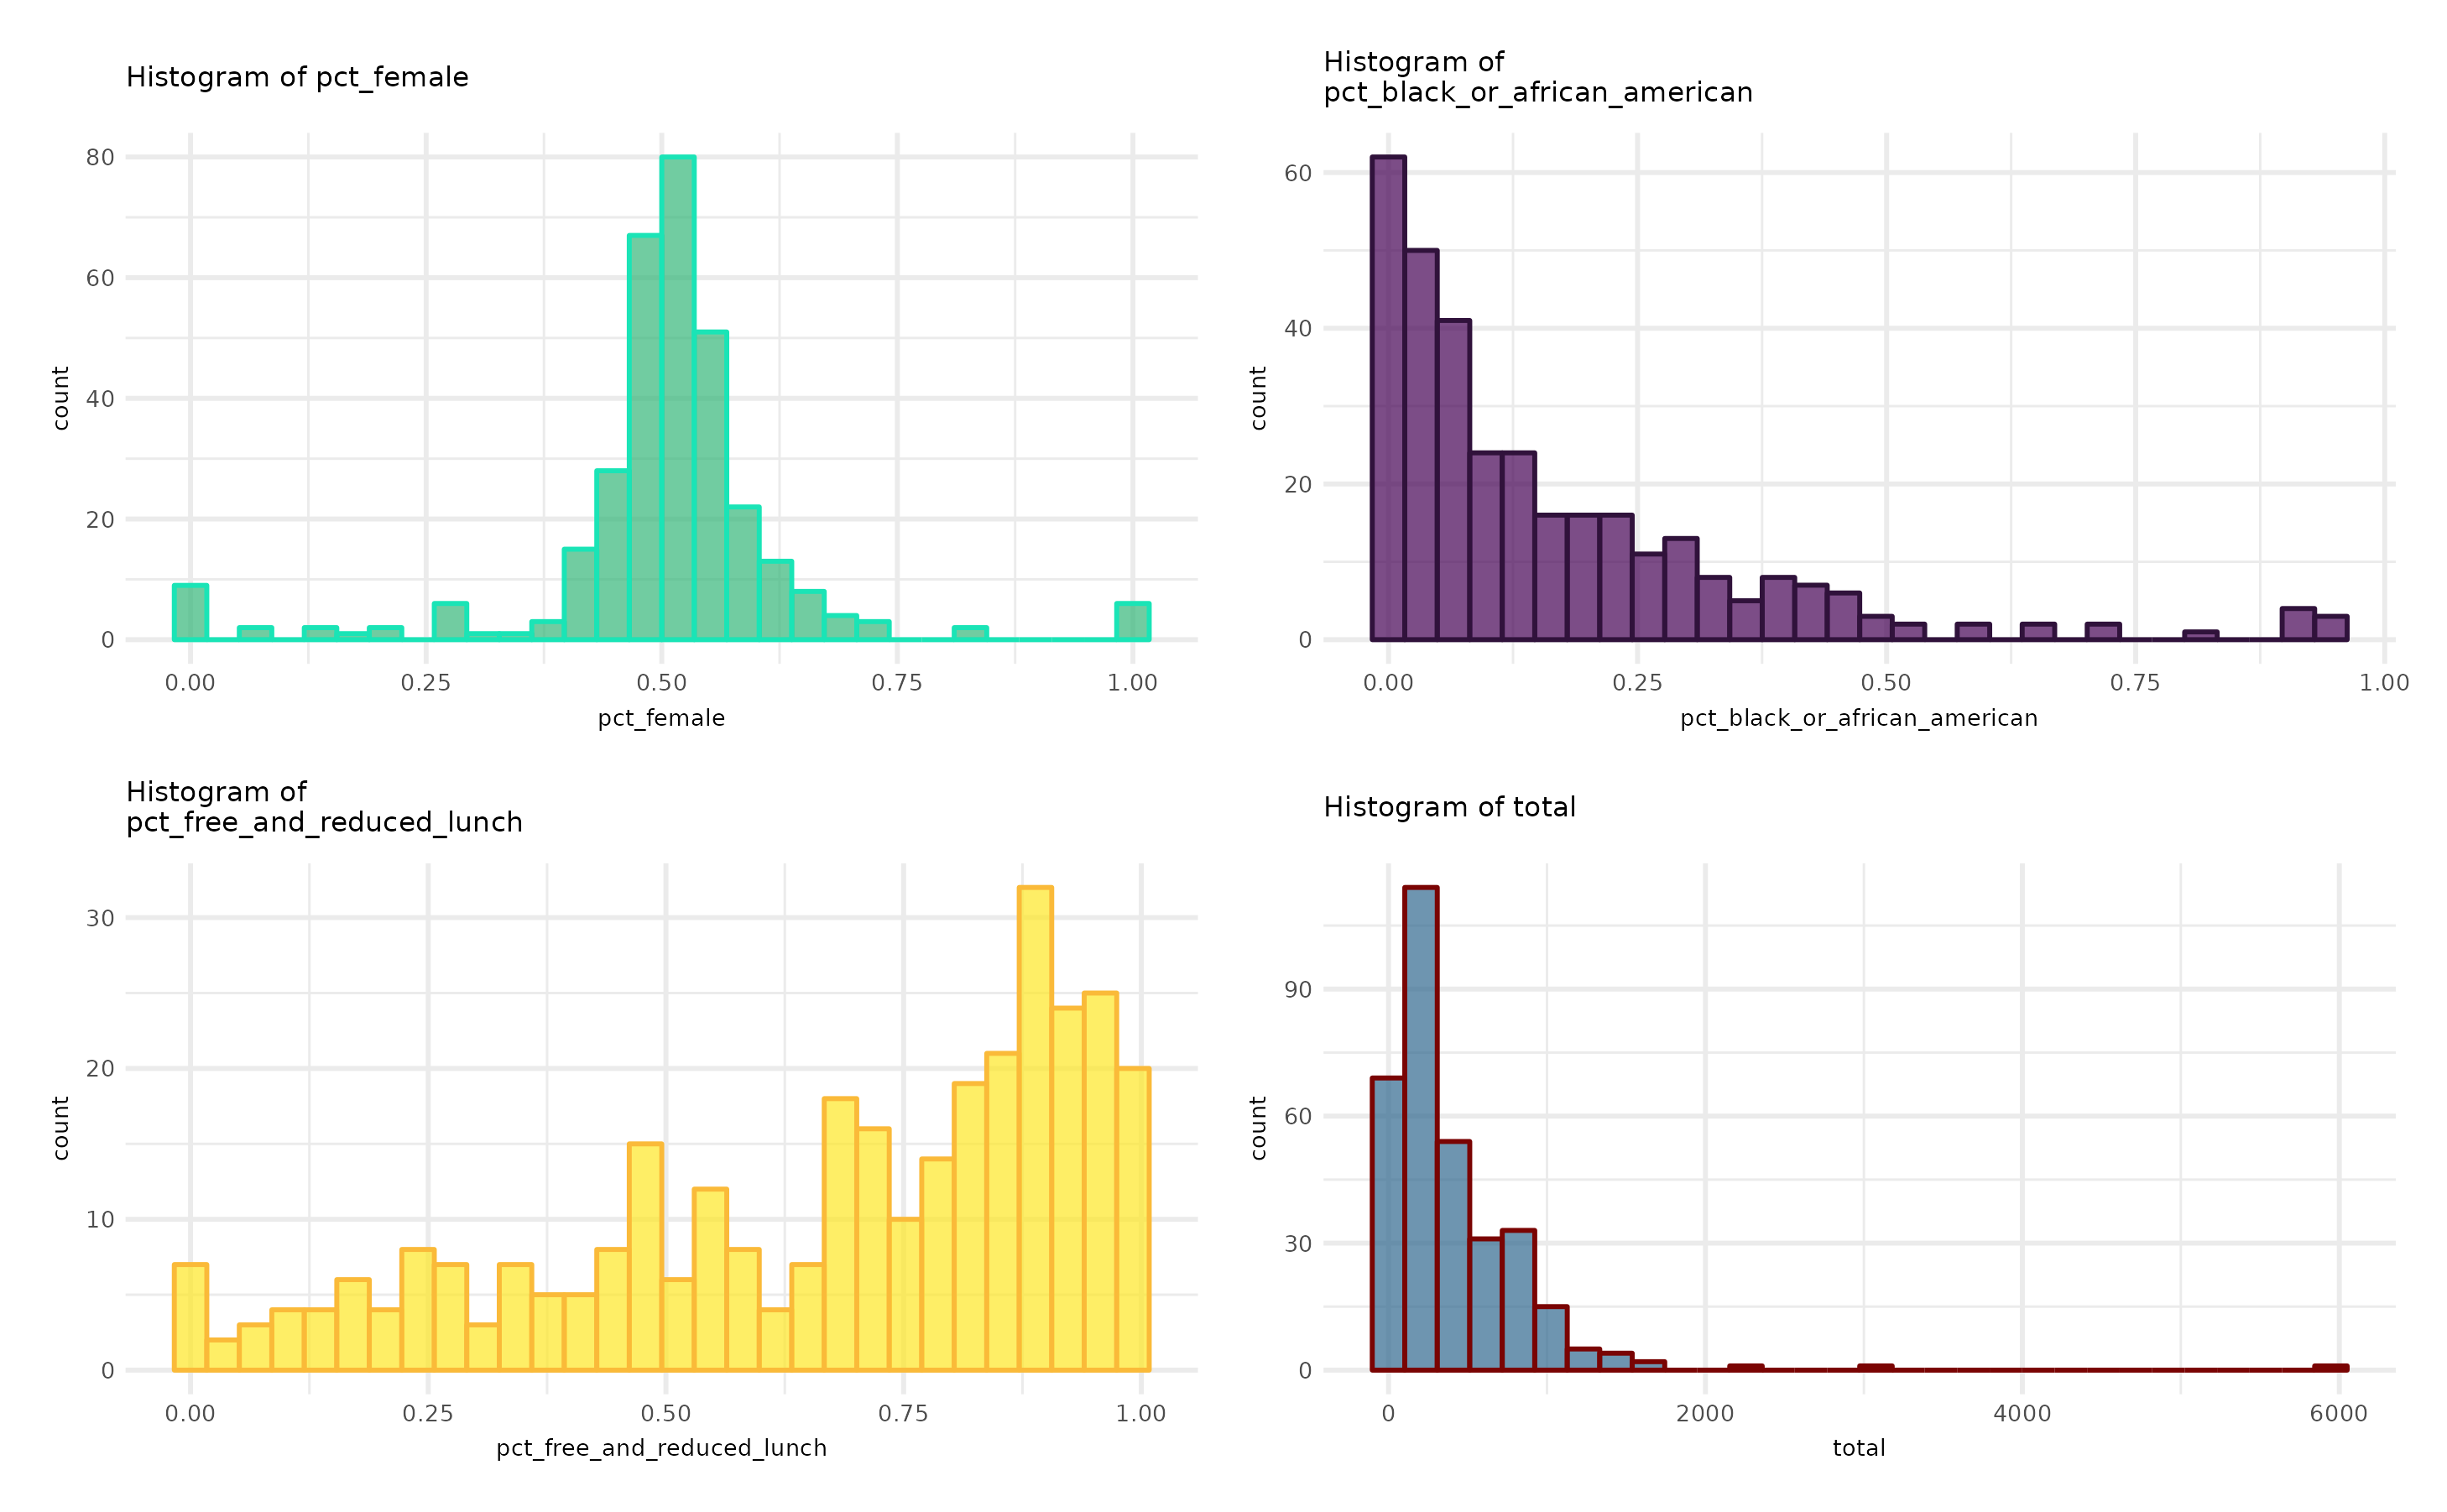 Histogram of pct_female
80
60
40
20
0
count
0.00 0.25 0.50 0.75 1.00
pct_female
Histogram of
pct_black_or_african_american
60
40
20
0
count
0.00 0.25 0.50 0.75 1.00
pct_black_or_african_american
Histogram of
pct_free_and_reduced_lunch
30
20
10
0
count
0.00 0.25 0.50 0.75 1.00
pct_free_and_reduced_lunch
Histogram of total
90
60
30
0
count
0 2000 4000 6000
total